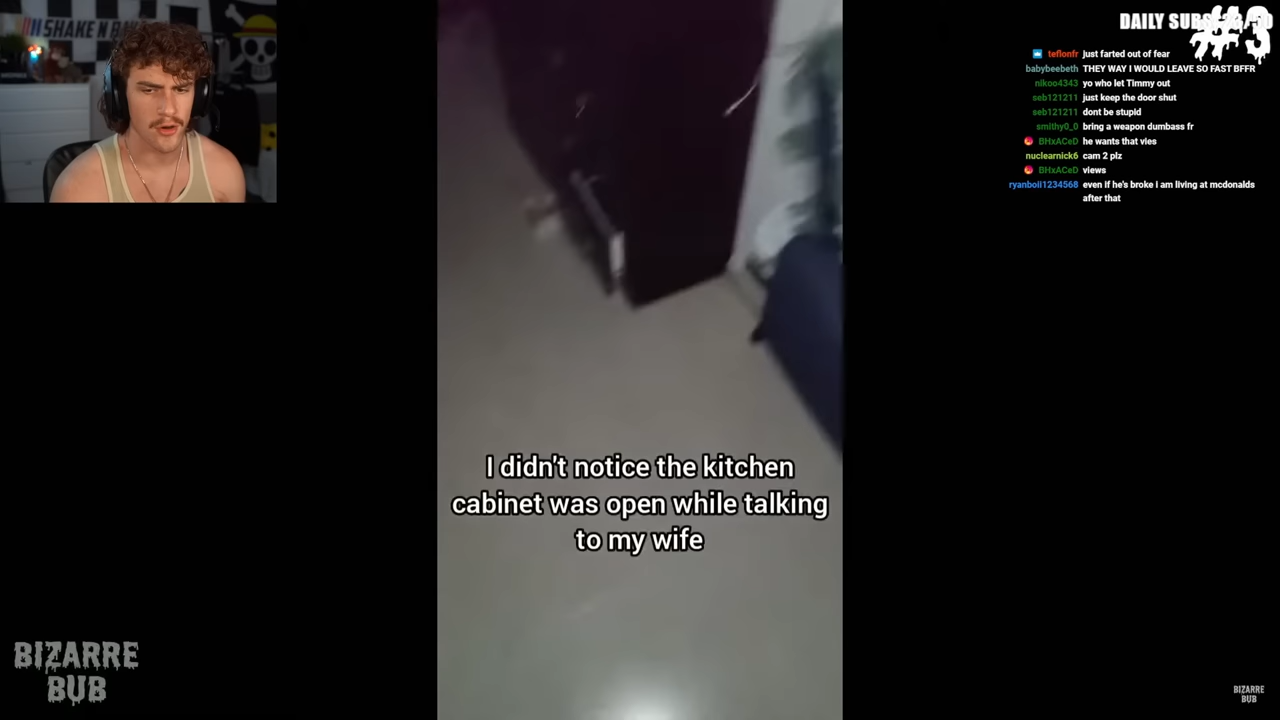 SHAKE N BAKE
DAILY SUBS
#3
teflonfr just farted out of fear
babybeebeth THEY WAY I WOULD LEAVE SO FAST BFFR
nikoo4343 yo who let Timmy out
seb121211 just keep the door shut
seb121211 dont be stupid
smithy0_0 bring a weapon dumbass fr
BHxACeD he wants that vies
nuclearnick6 cam 2 plz
BHxACeD views
ryanboii1234568 even if he's broke i am living at mcdonalds
after that
I didn't notice the kitchen
cabinet was open while talking
to my wife
BIZARRE
BUB
BIZARRE
BUB